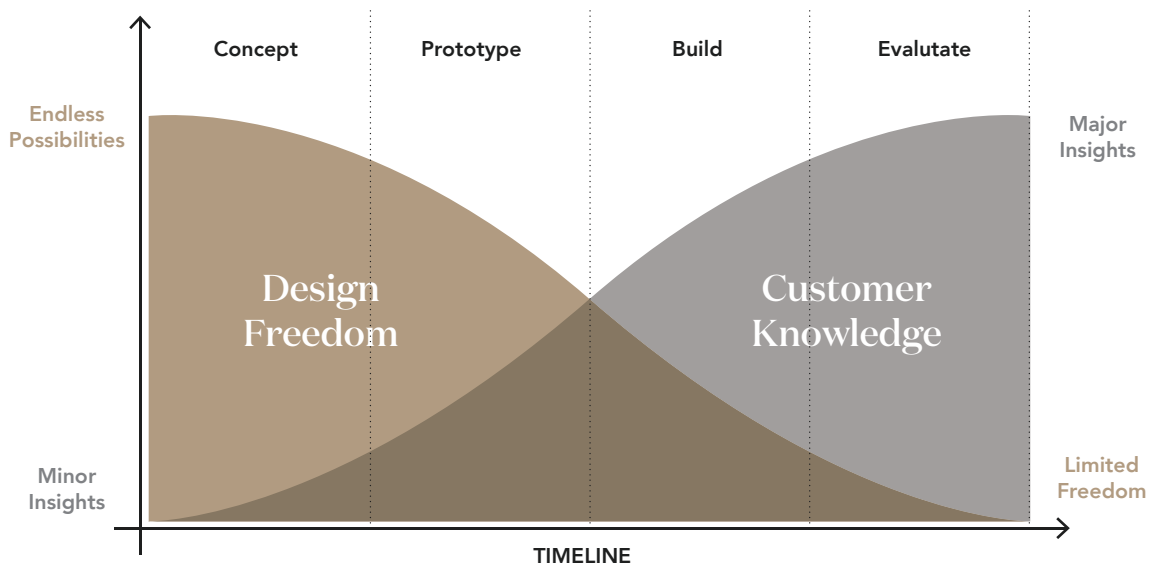 Concept
Prototype
Build
Evalutate
Endless
Possibilities
Major
Insights
Design
Freedom
Customer
Knowledge
Minor
Insights
Limited
Freedom
TIMELINE